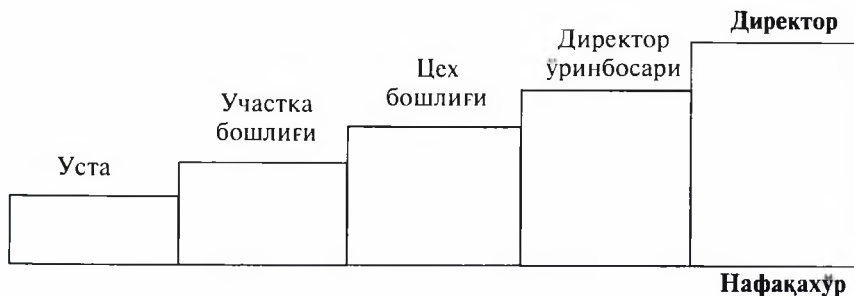 Уста
Участка
бошлиғи
Цех
бошлиғи
Директор
ўринбосари
Директор
Нафақахўр